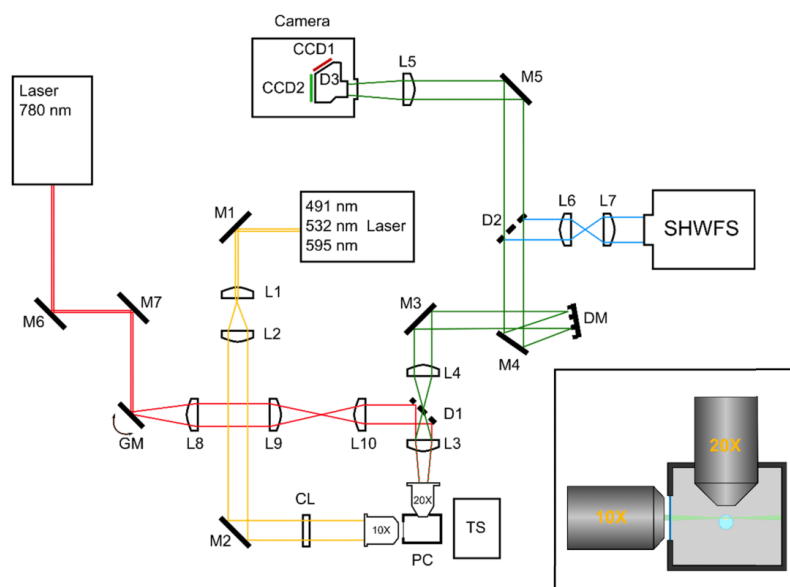 Camera
CCD1
D3
CCD2
L5
M5
Laser
780 nm
M1
491 nm
532 nm Laser
595 nm
D2
L6
L7
SHWFS
M6
M7
L1
L2
M3
DM
M4
L4
D1
GM
L8
L9
L10
L3
20X
CL
10X
TS
M2
PC
20X
10X